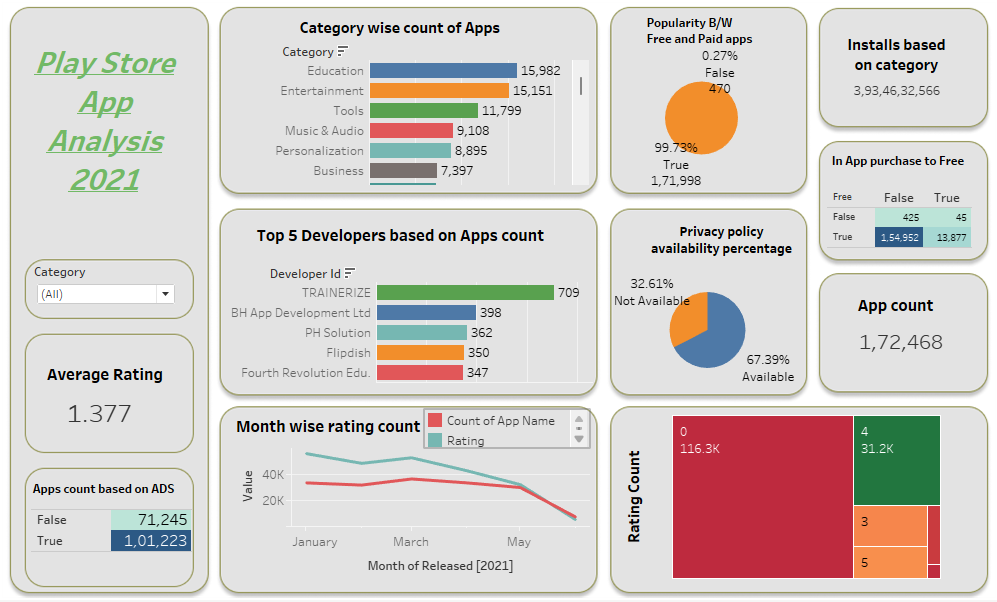 Play Store
App
Analysis
2021
Category
(All)
Average Rating
1.377
Apps count based on ADS
False 71,245
True 1,01,223
Category wise count of Apps
Category
Education 15,982
Entertainment 15,151
Tools 11,799
Music & Audio 9,108
Personalization 8,895
Business 7,397
Top 5 Developers based on Apps count
Developer Id
TRAINERIZE 709
BH App Development Ltd 398
PH Solution 362
Flipdish 350
Fourth Revolution Edu. 347
Month wise rating count
Count of App Name
Rating
Value
40K
20K
January March May
Month of Released [2021]
Popularity B/W
Free and Paid apps
0.27%
False
470
99.73%
True
1,71,998
Privacy policy
availability percentage
32.61%
Not Available
67.39%
Available
Installs based
on category
3,93,46,32,566
In App purchase to Free
Free False True
False 425 45
True 1,54,952 13,877
App count
1,72,468
Rating Count
0
116.3K
4
31.2K
3
5